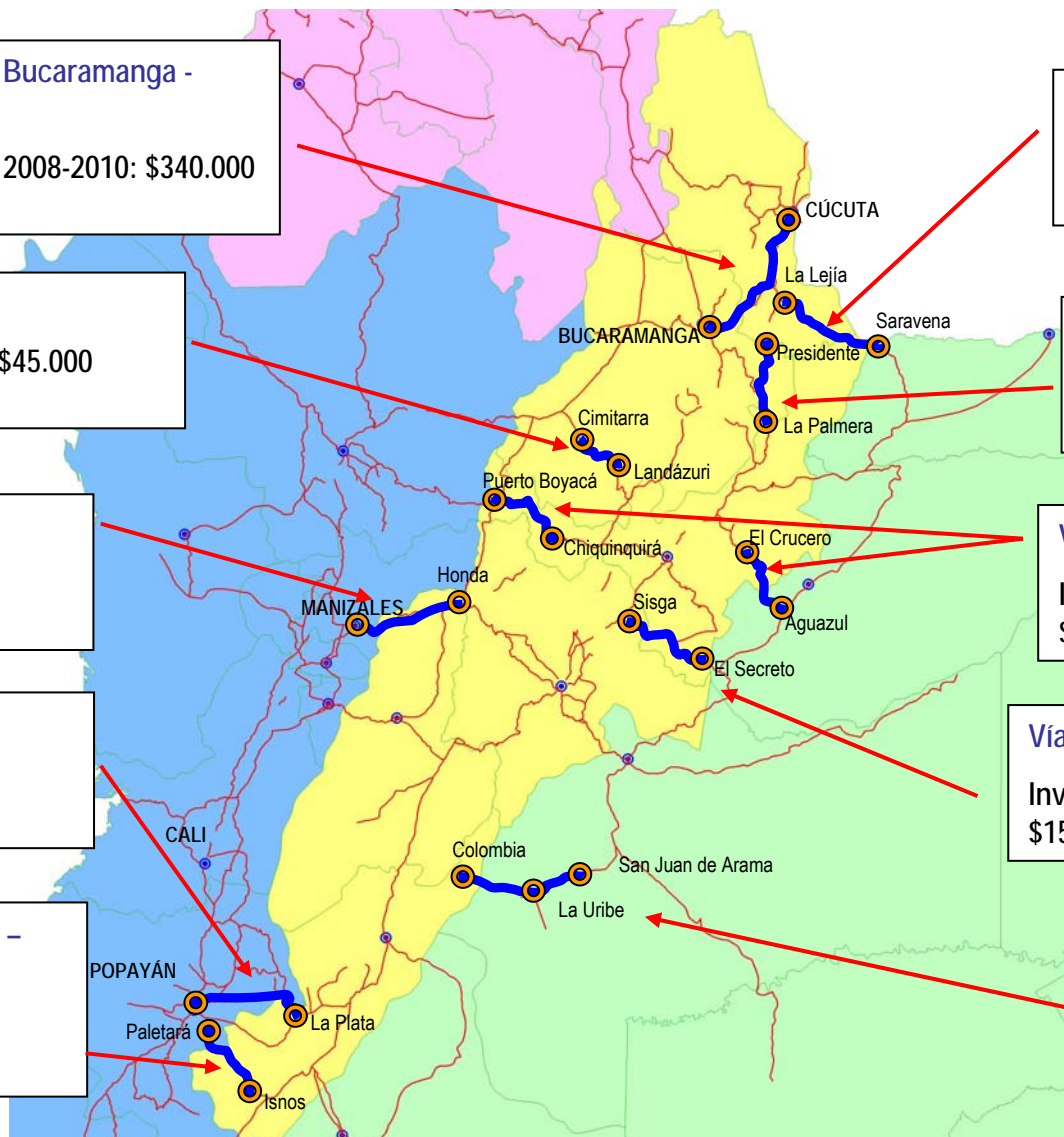 Bucaramanga -
2008-2010: $340.000
$45.000
–
CÚCUTA
La Lejía
Saravena
BUCARAMANGA
Presidente
La Palmera
Cimitarra
Landázuri
Puerto Boyacá
Chiquinquirá
El Crucero
Aguazul
Honda
MANIZALES
Sisga
El Secreto
Vía
Inv
$15
CALI
Colombia
San Juan de Arama
La Uribe
POPAYÁN
La Plata
Paletará
Isnos